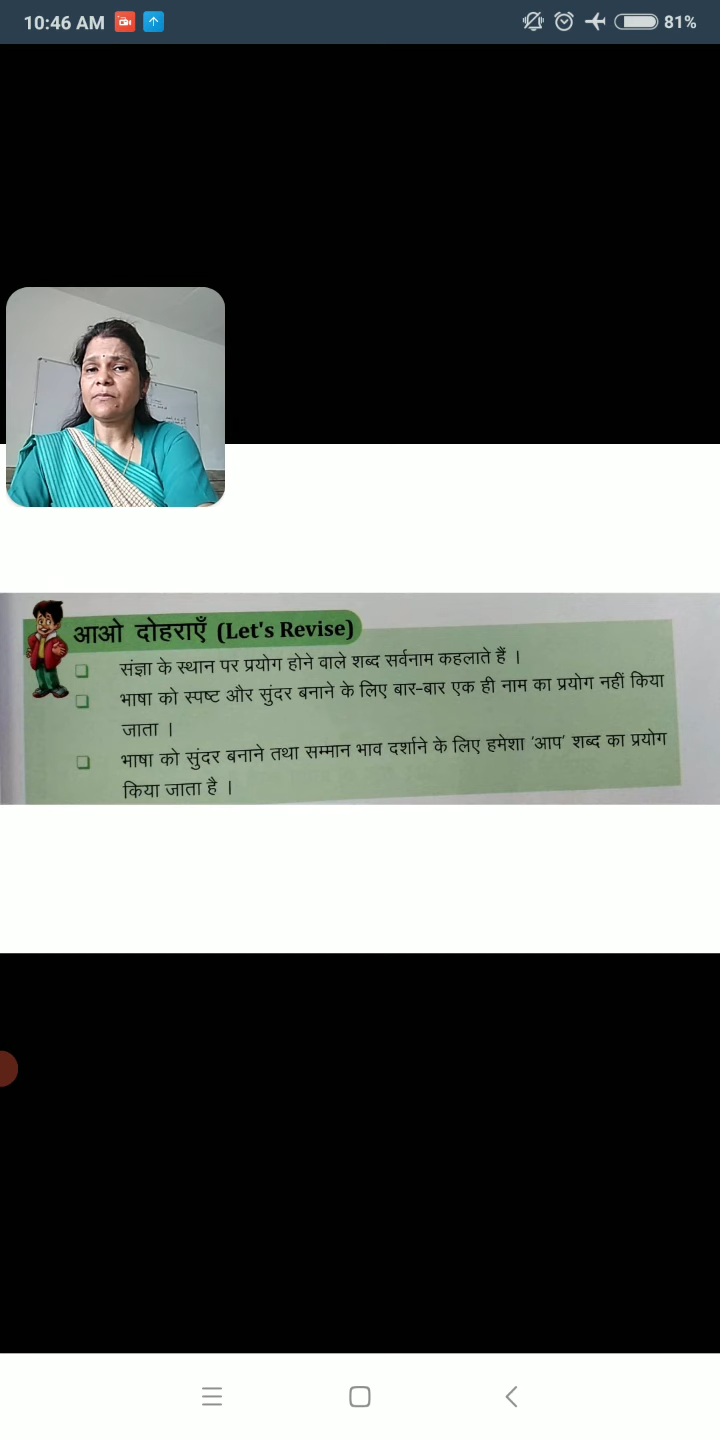 10:46 AM
81%
आओ दोहराएँ (Let's Revise)
संज्ञा के स्थान पर प्रयोग होने वाले शब्द सर्वनाम कहलाते हैं ।
भाषा को स्पष्ट और सुंदर बनाने के लिए बार-बार एक ही नाम का प्रयोग नहीं किया
जाता ।
भाषा को सुंदर बनाने तथा सम्मान भाव दर्शाने के लिए हमेशा 'आप' शब्द का प्रयोग
किया जाता है ।